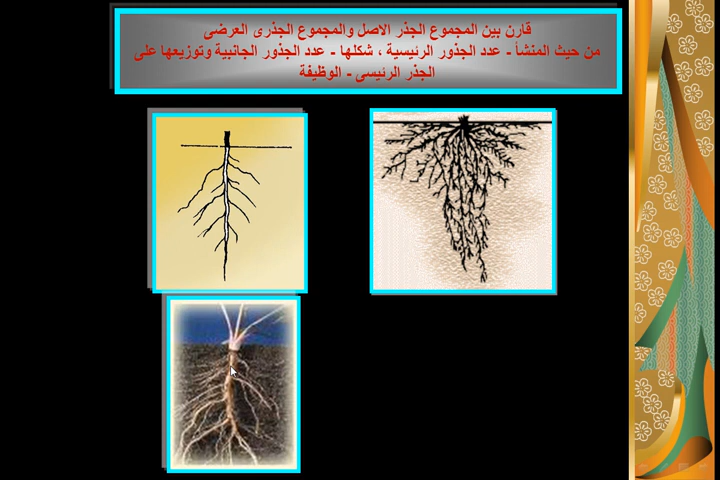 قارن بين المجموع الجذر الاصل والمجموع الجذرى العرضى
من حيث المنشأ - عدد الجذور الرئيسية ، شكلها - عدد الجذور الجانبية وتوزيعها على
الجذر الرئيسى - الوظيفة